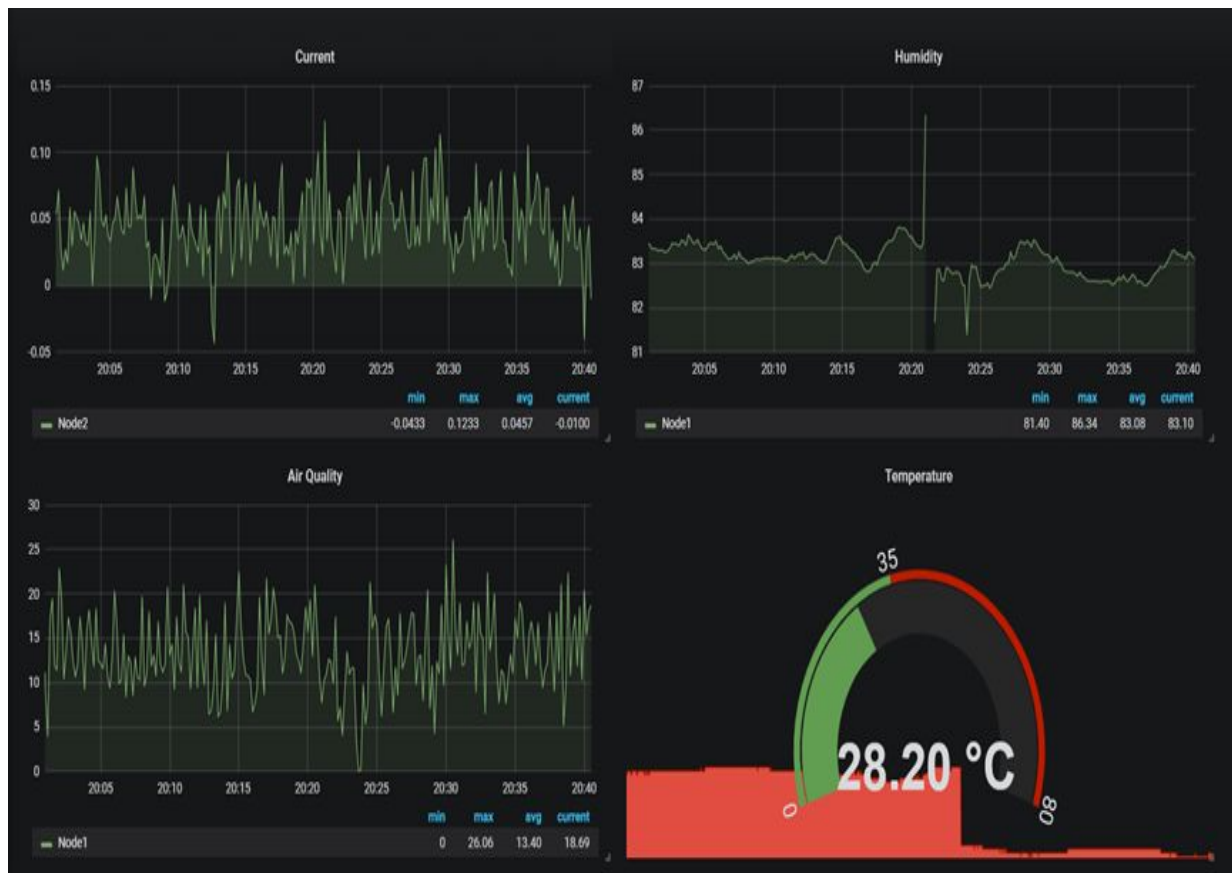 Current
0.15
0.10
0.05
0
-0.05
20:05 20:10 20:15 20:20 20:25 20:30 20:35 20:40
min max avg current
Node2 -0.0433 0.1233 0.0457 -0.0100
Humidity
87
86
85
84
83
82
81
20:05 20:10 20:15 20:20 20:25 20:30 20:35 20:40
min max avg current
Node1 81.40 86.34 83.08 83.10
Air Quality
30
25
20
15
10
5
0
20:05 20:10 20:15 20:20 20:25 20:30 20:35 20:40
min max avg current
Node1 0 26.06 13.40 18.69
Temperature
35
28.20 °C
0
80